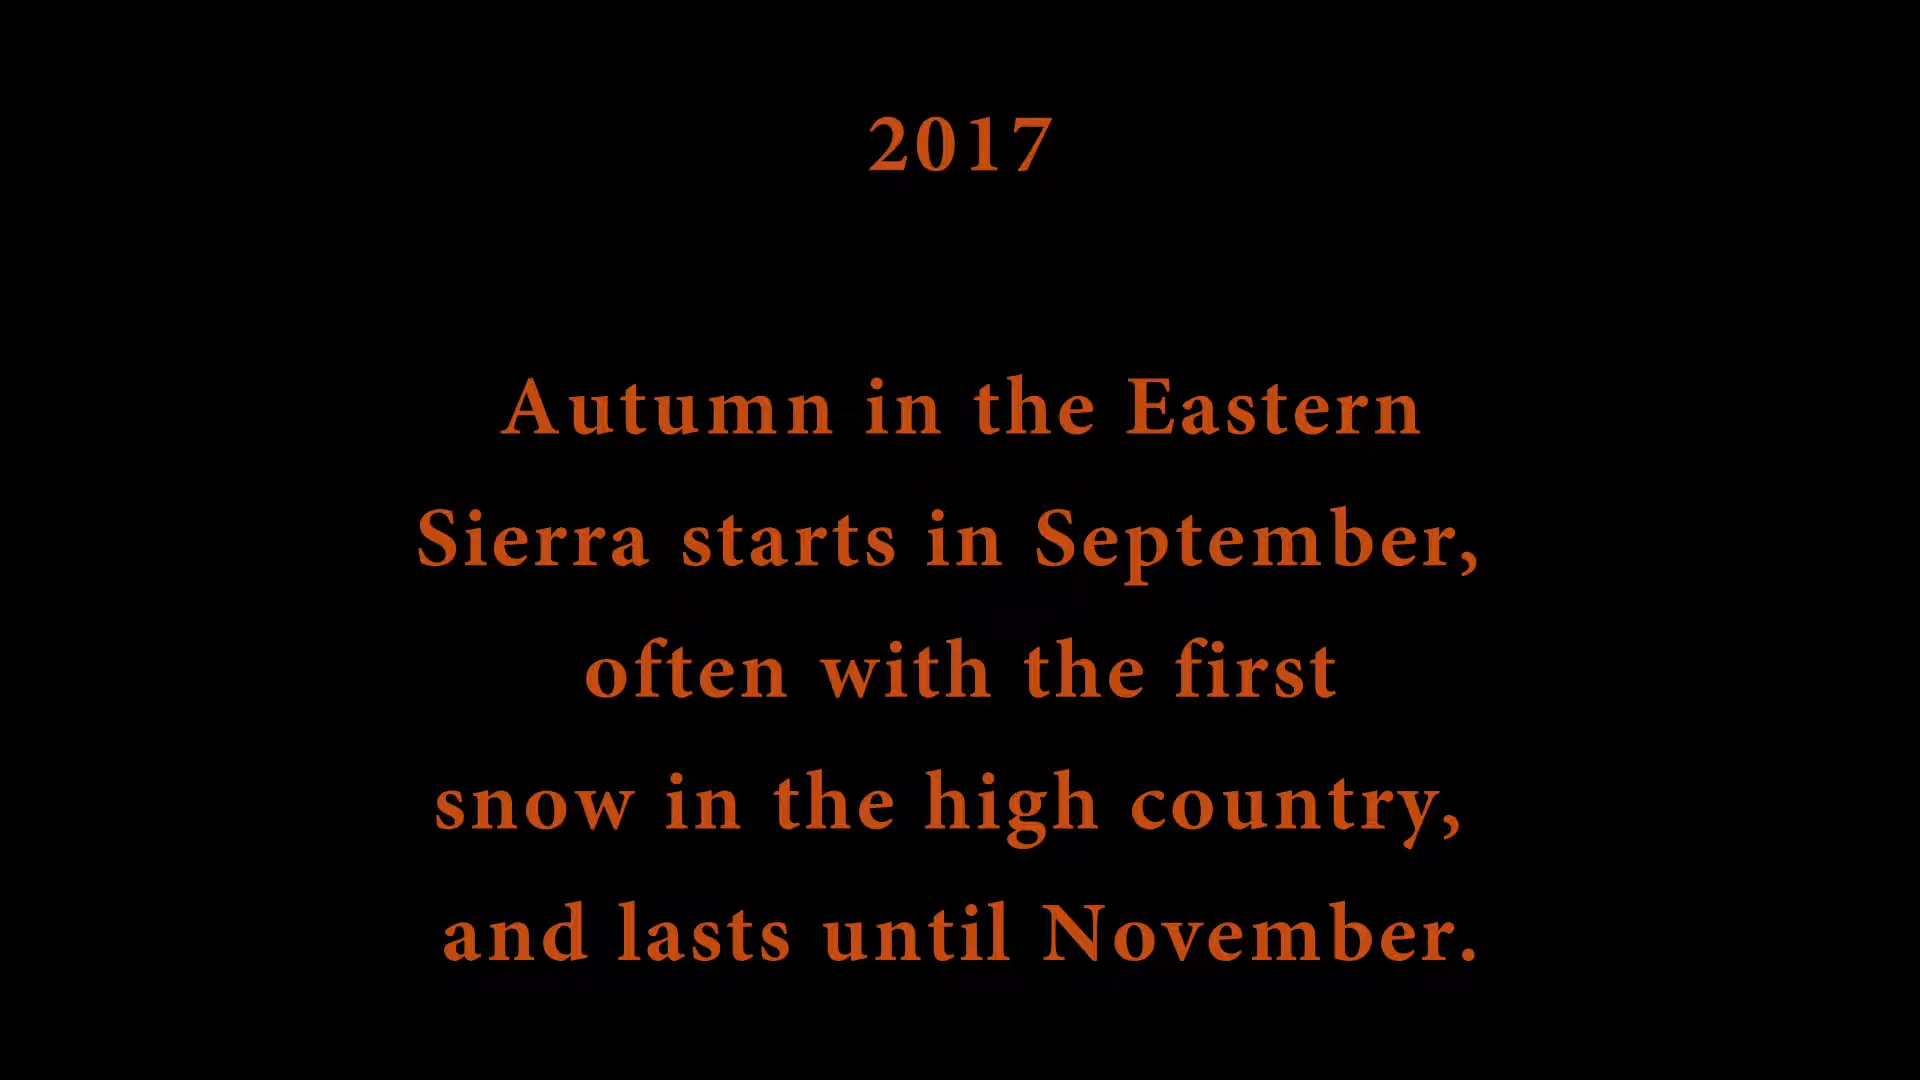 2017
Autumn in the Eastern
Sierra starts in September,
often with the first
snow in the high country,
and lasts until November.